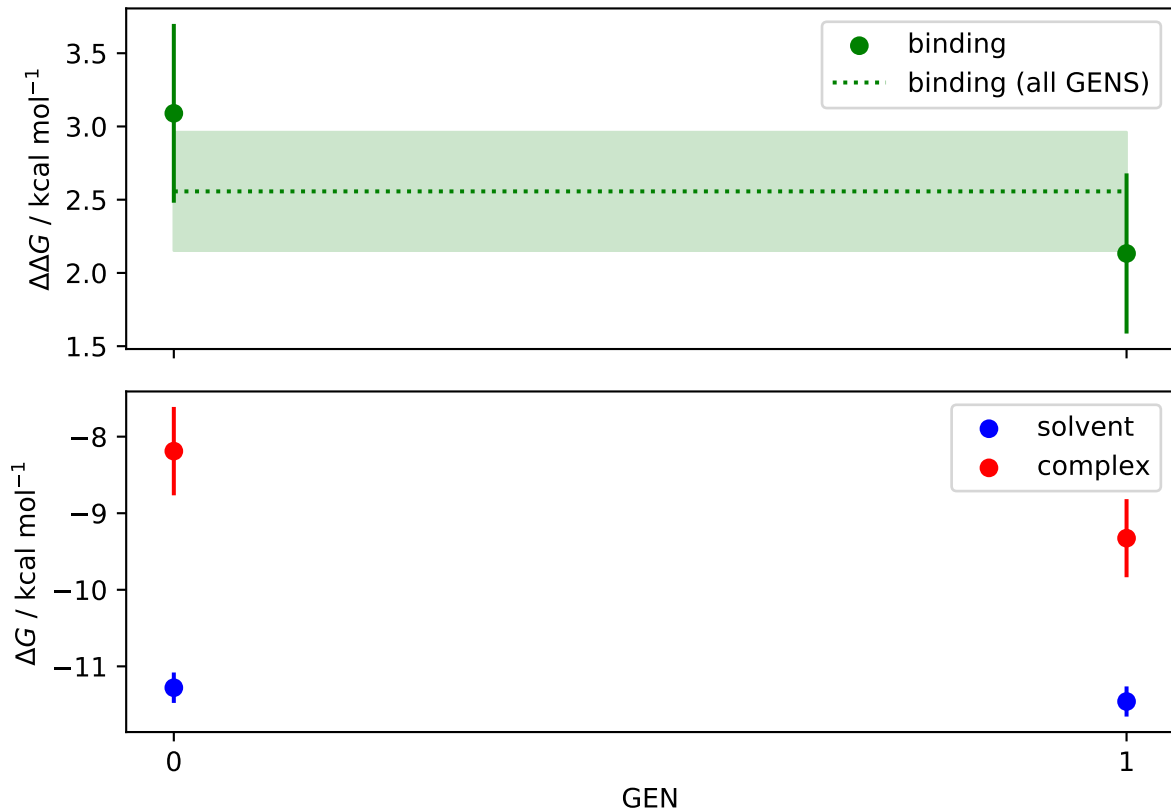 3.5
3.0
2.5
2.0
1.5
ΔΔG / kcal mol⁻¹
binding
binding (all GENS)
−8
−9
−10
−11
ΔG / kcal mol⁻¹
solvent
complex
0
1
GEN